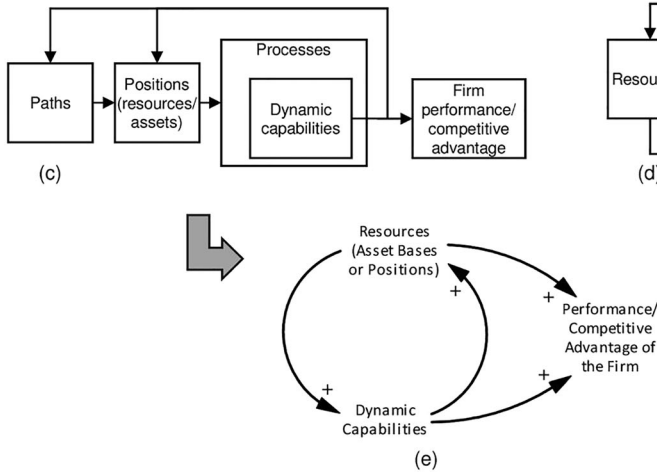 Processes
Paths
Positions
(resources/
assets)
Dynamic
capabilities
Firm
performance/
competitive
advantage
(c)
Resources
(Asset Bases
or Positions)
+
+
+
+
Performance/
Competitive
Advantage of
the Firm
Dynamic
Capabilities
(e)